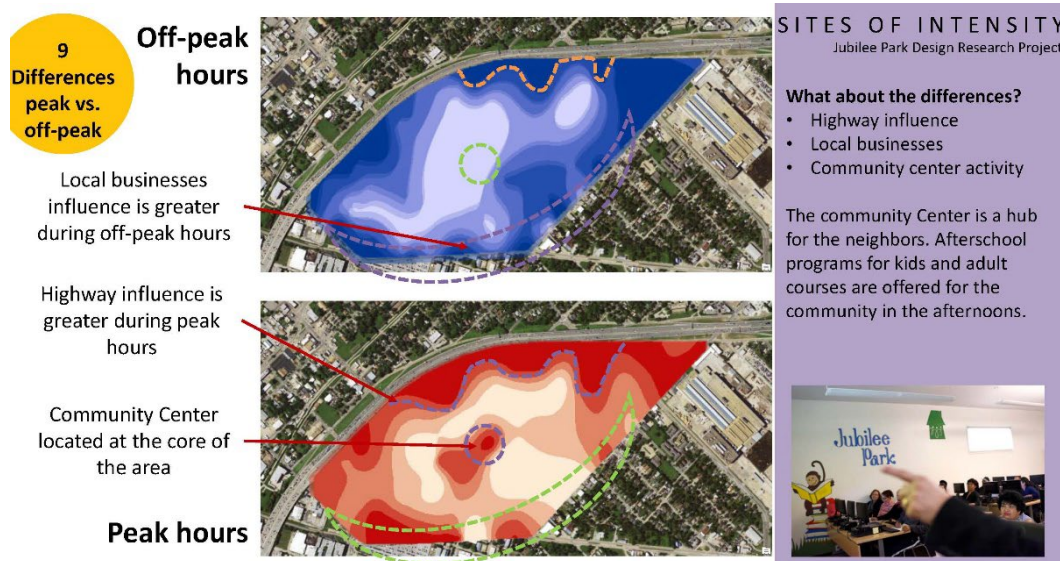 9
Differences
peak vs.
off-peak
Off-peak
hours
Local businesses
influence is greater
during off-peak hours
Highway influence is
greater during peak
hours
Community Center
located at the core of
the area
Peak hours
SITES OF INTENSITY
Jubilee Park Design Research Project
What about the differences?
• Highway influence
• Local businesses
• Community center activity
The community Center is a hub
for the neighbors. Afterschool
programs for kids and adult
courses are offered for the
community in the afternoons.
Jubilee
Park